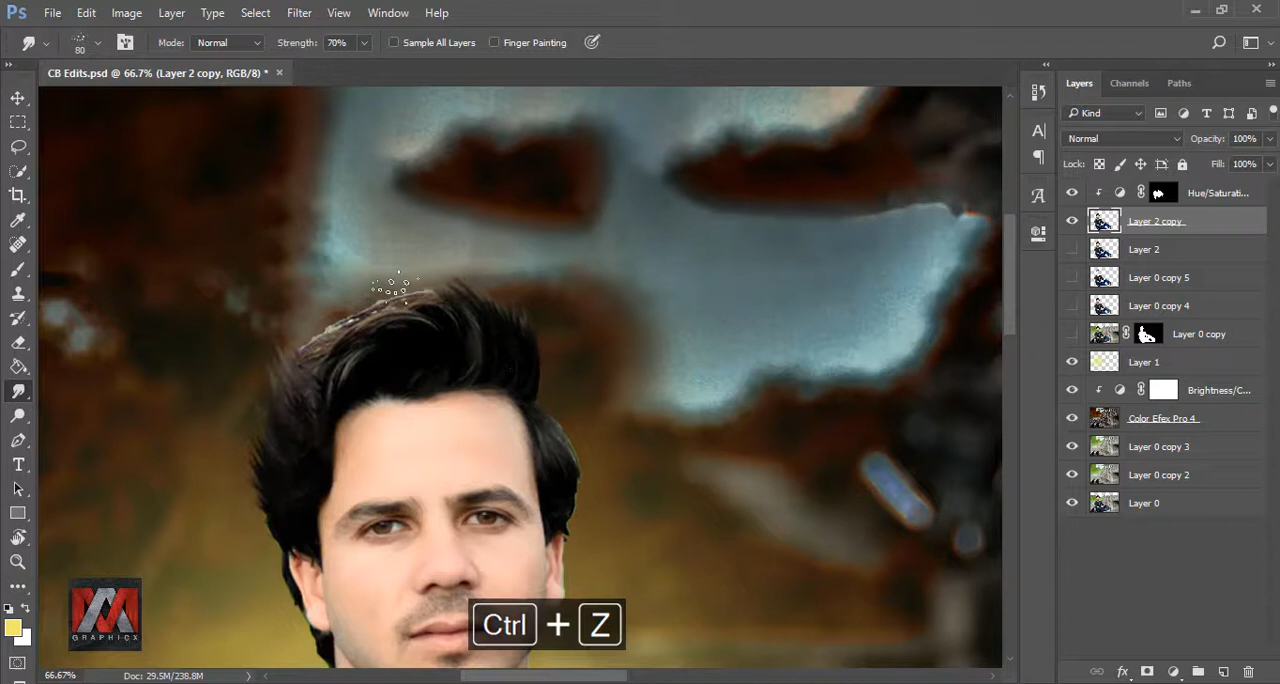 Ps File Edit Image Layer Type Select Filter View Window Help
80 Mode: Normal Strength: 70% Sample All Layers Finger Painting
CB Edits.psd @ 66.7% (Layer 2 copy, RGB/8) *
Layers Channels Paths
Kind
Normal Opacity: 100%
Lock: Fill: 100%
Hue/Saturati...
Layer 2 copy
Layer 2
Layer 0 copy 5
Layer 0 copy 4
Layer 0 copy
Layer 1
Brightness/C...
Color Efex Pro 4
Layer 0 copy 3
Layer 0 copy 2
Layer 0
GRAPHICX
Ctrl + Z
66.67% Doc: 29.5M/238.8M